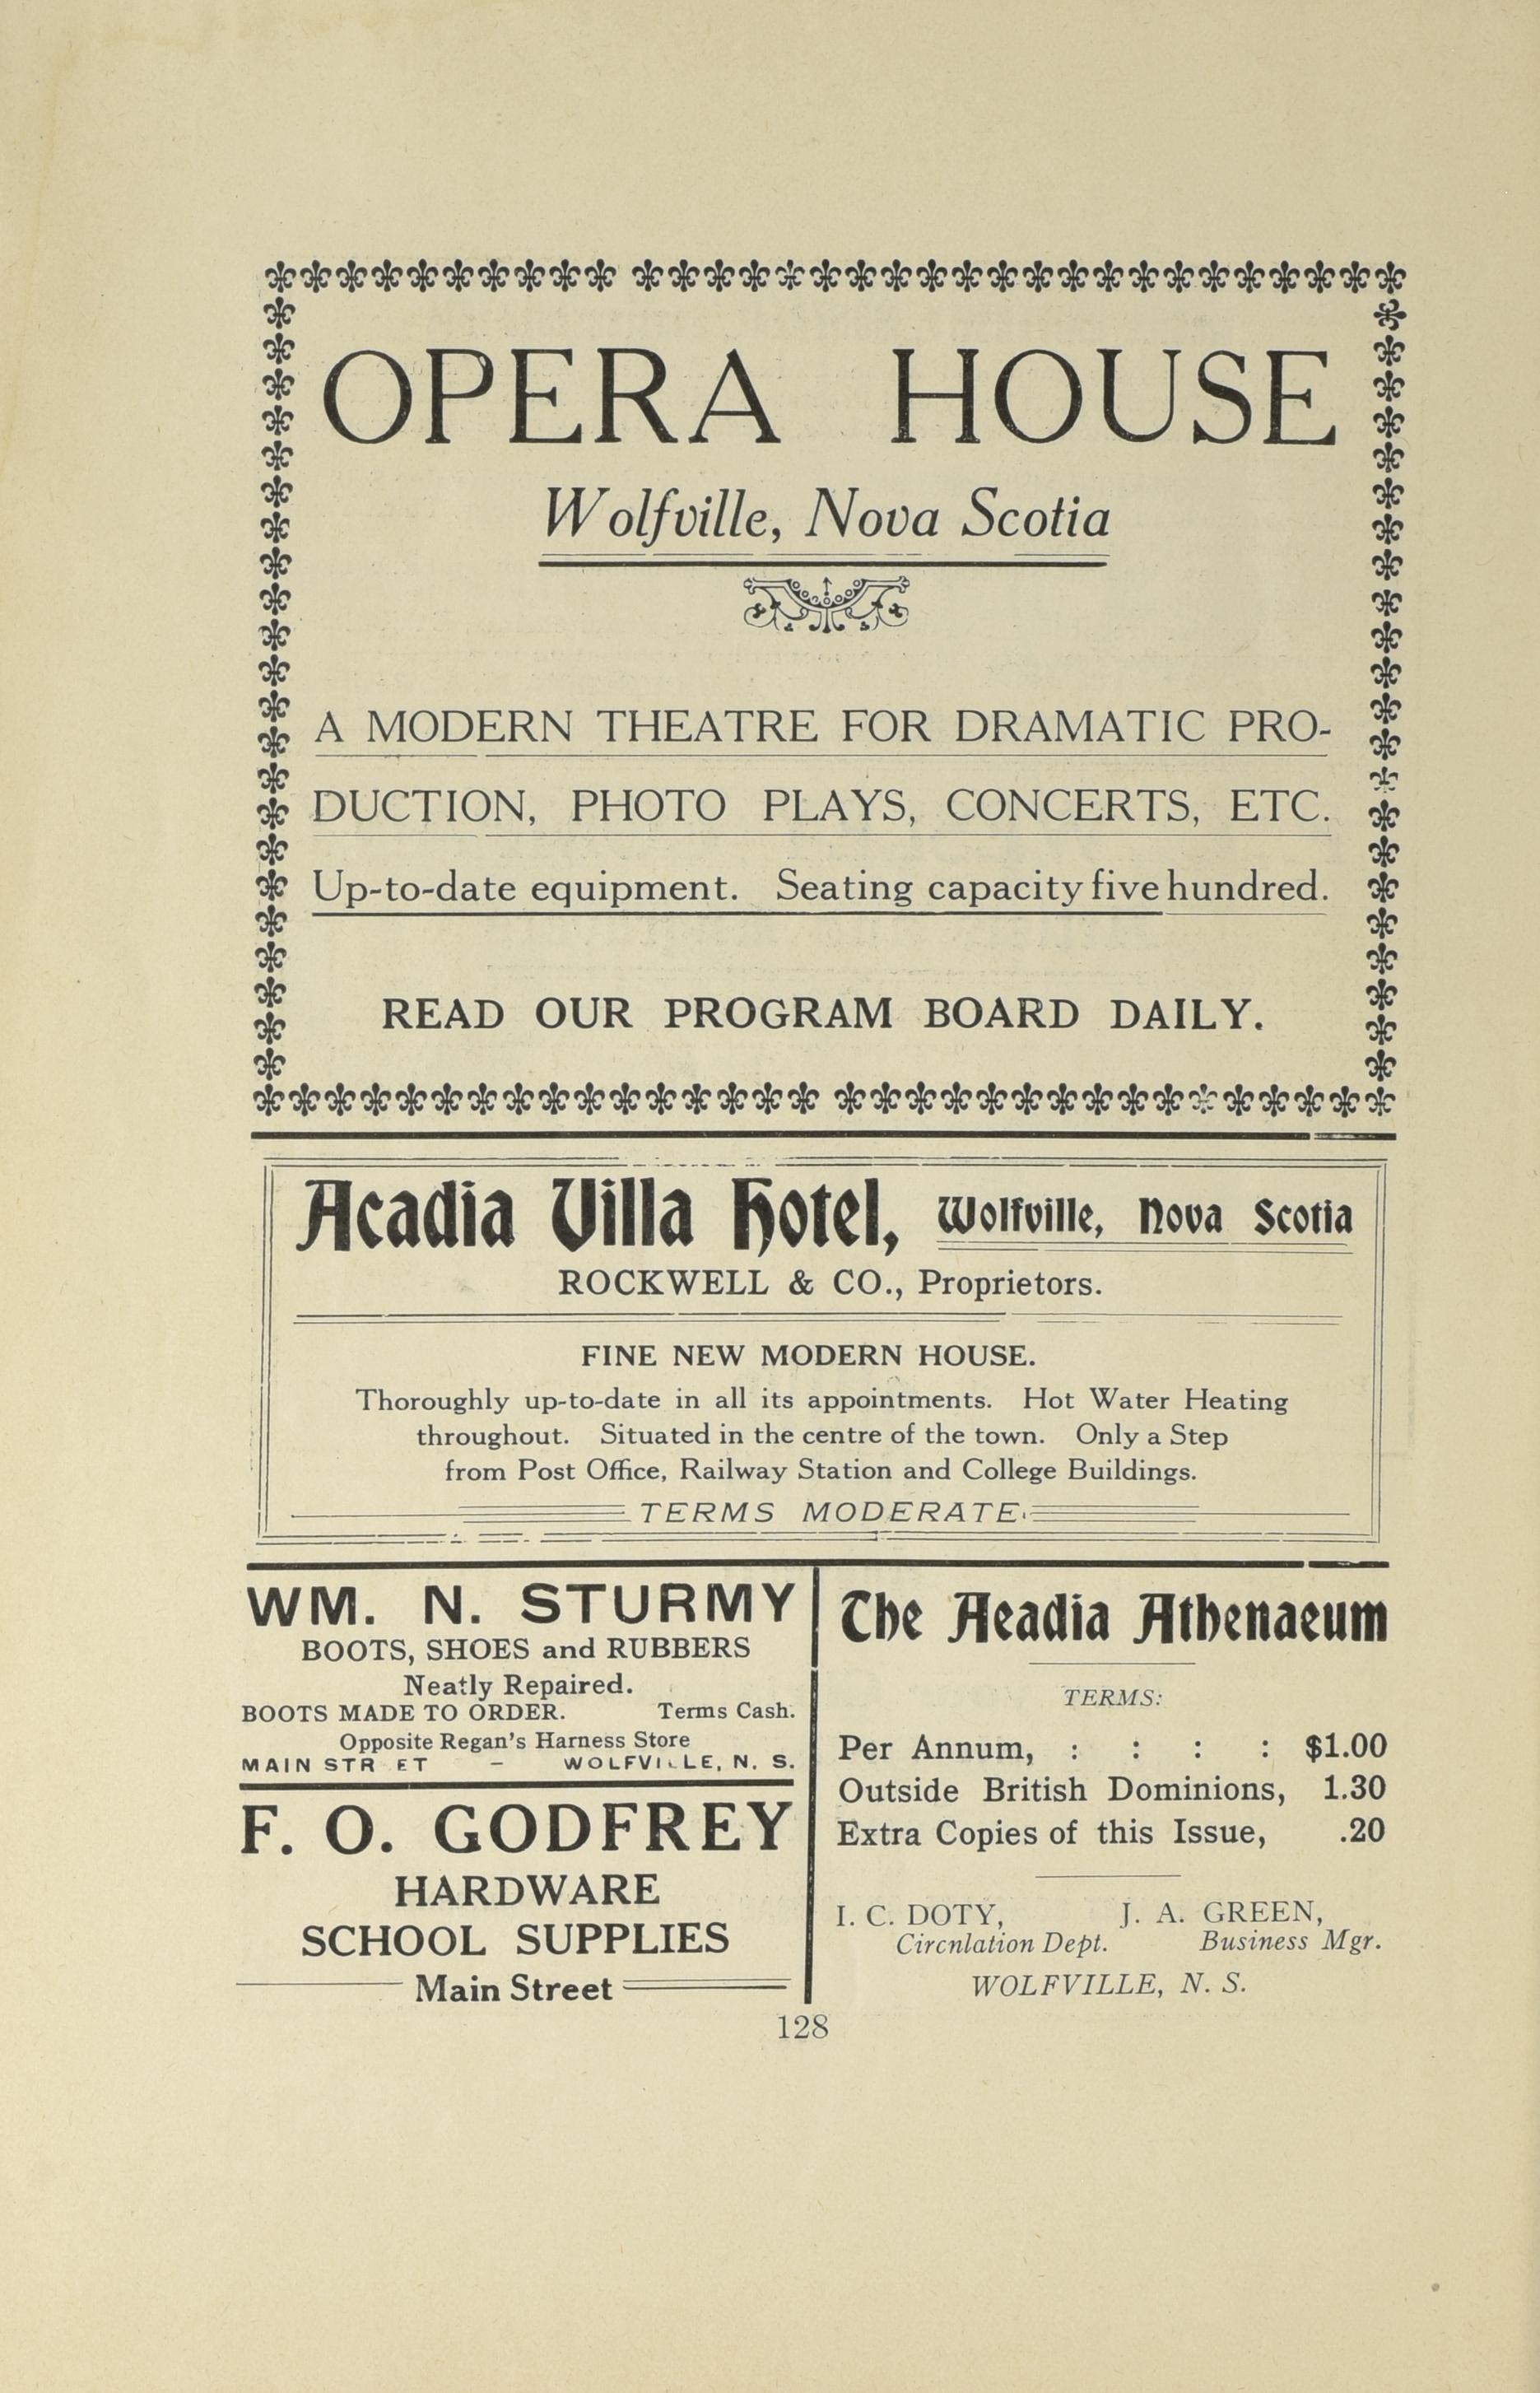 OPERA HOUSE
Wolfville, Nova Scotia
A MODERN THEATRE FOR DRAMATIC PRO-
DUCTION, PHOTO PLAYS, CONCERTS, ETC.
Up-to-date equipment. Seating capacity five hundred.
READ OUR PROGRAM BOARD DAILY.
Acadia Villa Hotel, Wolfville, Nova Scotia
ROCKWELL & CO., Proprietors.
FINE NEW MODERN HOUSE.
Thoroughly up-to-date in all its appointments. Hot Water Heating
throughout. Situated in the centre of the town. Only a Step
from Post Office, Railway Station and College Buildings.
TERMS MODERATE.
WM. N. STURMY
BOOTS, SHOES and RUBBERS
Neatly Repaired.
BOOTS MADE TO ORDER. Terms Cash.
Opposite Regan's Harness Store
MAIN STR ET - WOLFVILLE, N. S.
F. O. GODFREY
HARDWARE
SCHOOL SUPPLIES
Main Street
The Aeadia Athenaeum
TERMS:
Per Annum, : : : : $1.00
Outside British Dominions, 1.30
Extra Copies of this Issue, .20
I. C. DOTY, J. A. GREEN,
Circnlation Dept. Business Mgr.
WOLFVILLE, N. S.
128